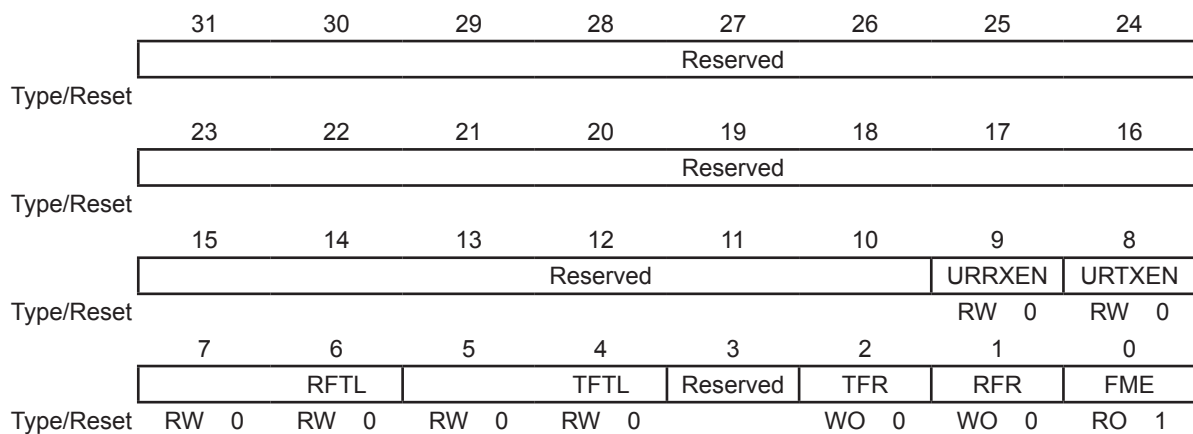 31 30 29 28 27 26 25 24
Reserved
Type/Reset
23 22 21 20 19 18 17 16
Reserved
Type/Reset
15 14 13 12 11 10 9 8
Reserved URRXEN URTXEN
Type/Reset RW 0 RW 0
7 6 5 4 3 2 1 0
RFTL TFTL Reserved TFR RFR FME
Type/Reset RW 0 RW 0 RW 0 RW 0 WO 0 WO 0 RO 1